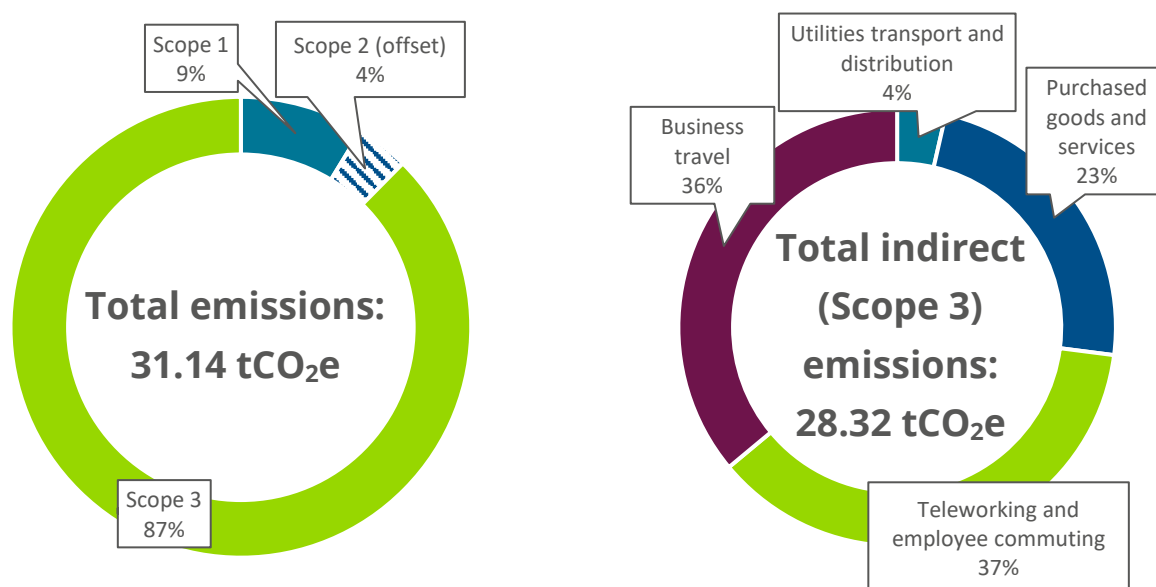 Scope 1
9%
Scope 2 (offset)
4%
Total emissions:
31.14 tCO₂e
Scope 3
87%
Utilities transport and
distribution
4%
Purchased
goods and
services
23%
Business
travel
36%
Total indirect
(Scope 3)
emissions:
28.32 tCO₂e
Teleworking and
employee commuting
37%